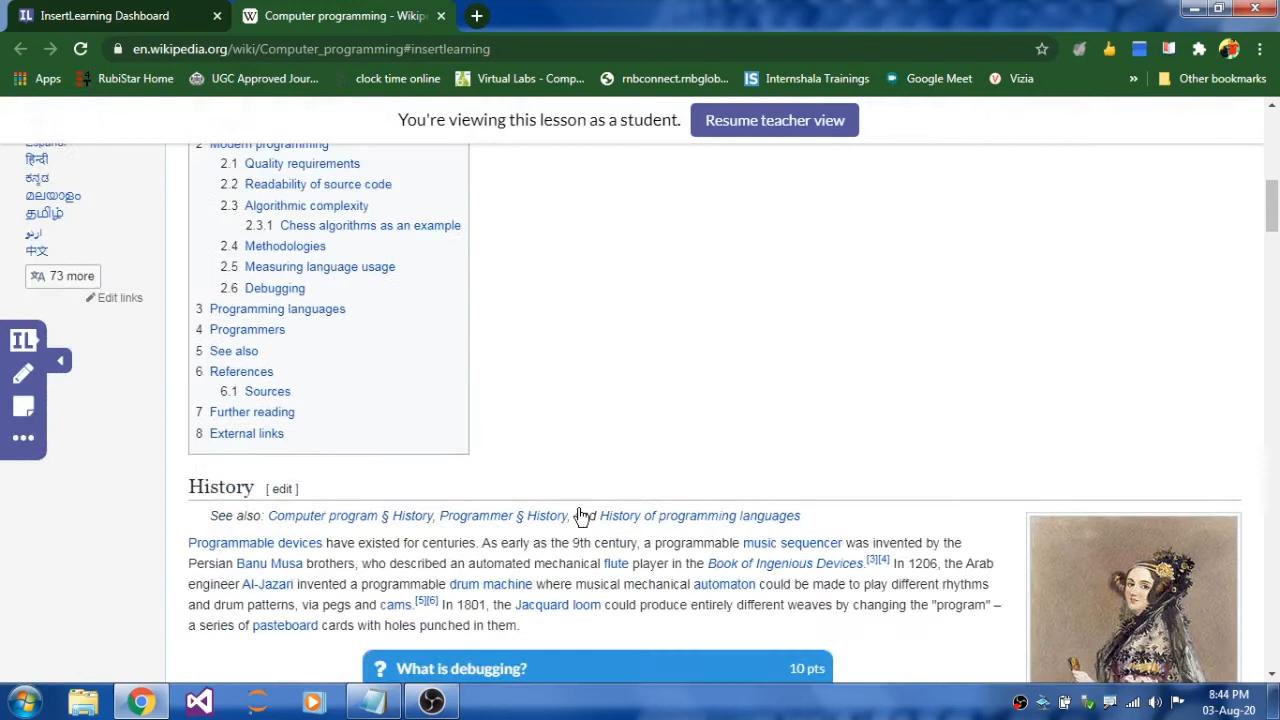 InsertLearning Dashboard
Computer programming - Wikip
en.wikipedia.org/wiki/Computer_programming#insertlearning
Apps RubiStar Home UGC Approved Jour... clock time online Virtual Labs - Comp... rnbconnect.rnbglob... Internshala Trainings Google Meet Vizia » Other bookmarks
You're viewing this lesson as a student. Resume teacher view
Español
हिन्दी
ಕನ್ನಡ
മലയാളം
தமிழ்
اردو
中文
73 more
Edit links
IL
2 Modern programming
2.1 Quality requirements
2.2 Readability of source code
2.3 Algorithmic complexity
2.3.1 Chess algorithms as an example
2.4 Methodologies
2.5 Measuring language usage
2.6 Debugging
3 Programming languages
4 Programmers
5 See also
6 References
6.1 Sources
7 Further reading
8 External links
History [ edit ]
See also: Computer program § History, Programmer § History, and History of programming languages
Programmable devices have existed for centuries. As early as the 9th century, a programmable music sequencer was invented by the
Persian Banu Musa brothers, who described an automated mechanical flute player in the Book of Ingenious Devices.[3][4] In 1206, the Arab
engineer Al-Jazari invented a programmable drum machine where musical mechanical automaton could be made to play different rhythms
and drum patterns, via pegs and cams.[5][6] In 1801, the Jacquard loom could produce entirely different weaves by changing the "program" –
a series of pasteboard cards with holes punched in them.
? What is debugging? 10 pts
8:44 PM
03-Aug-20